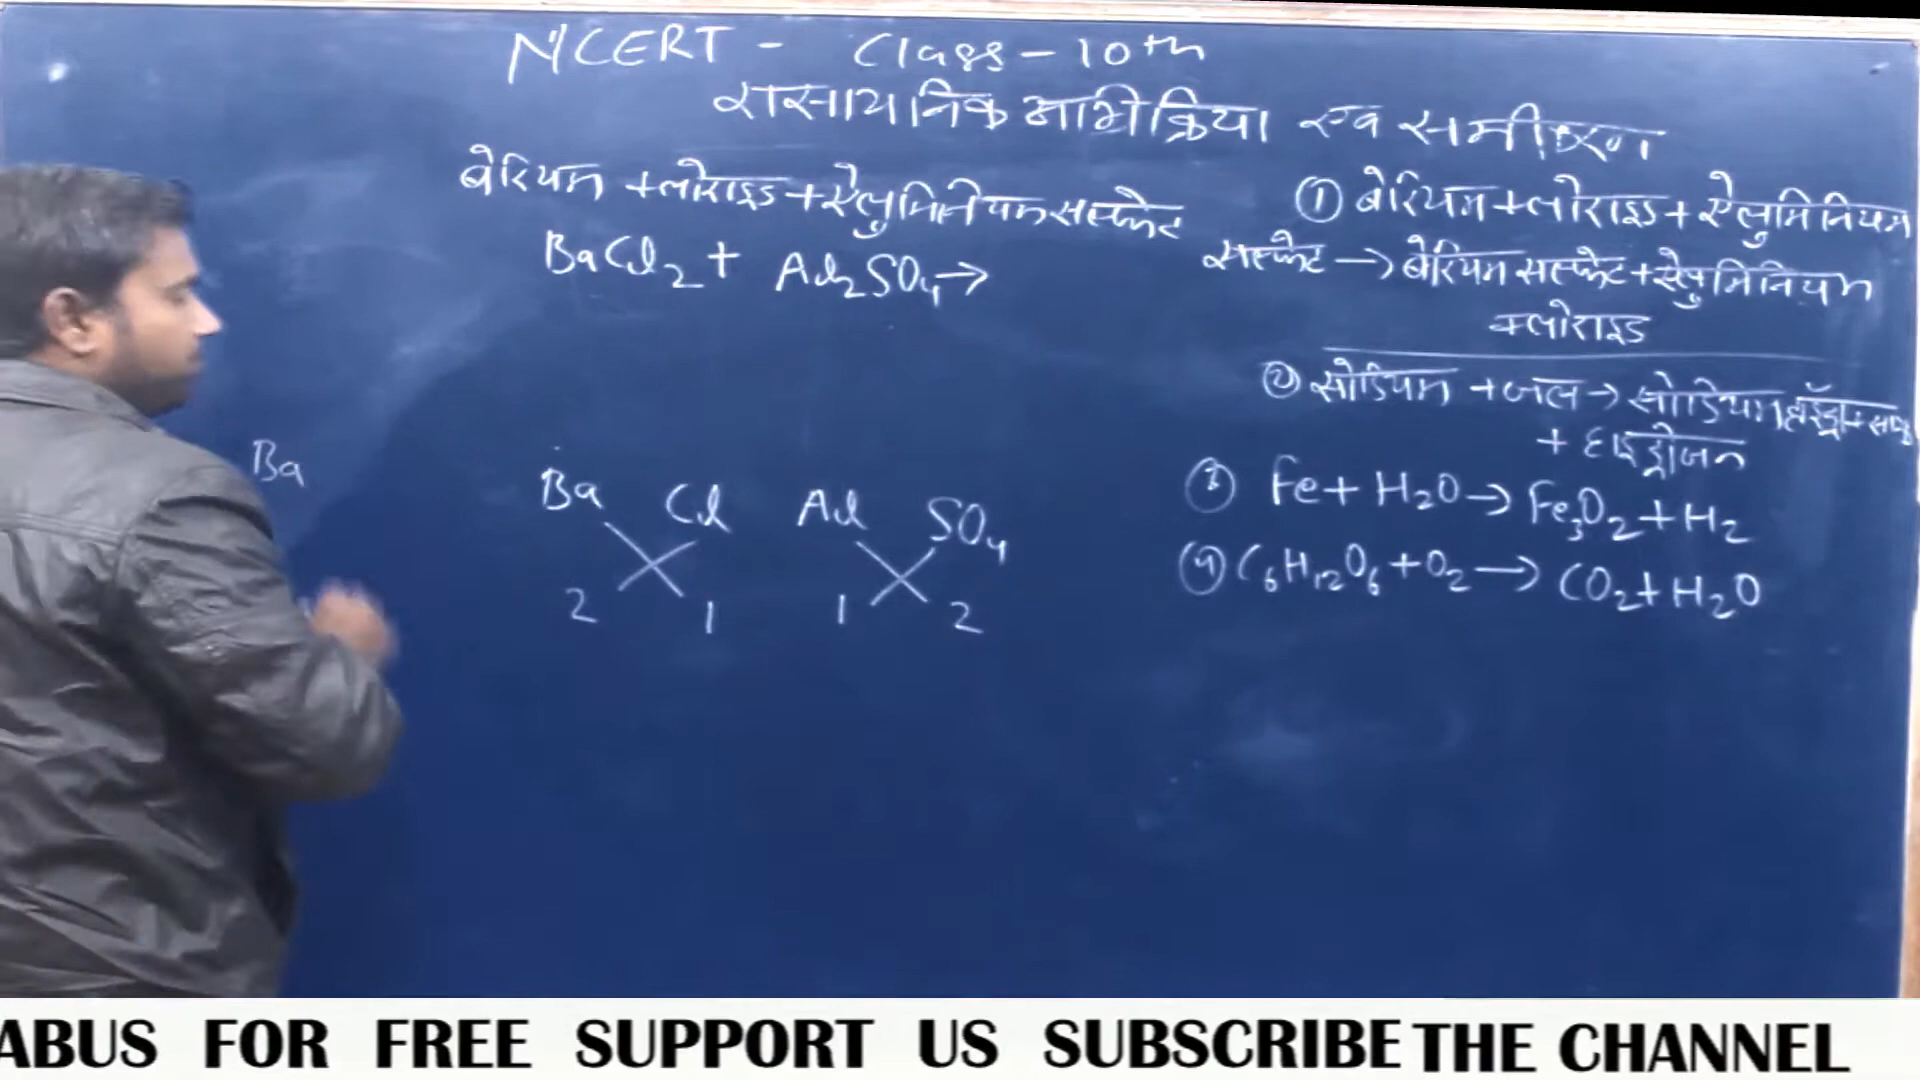 NCERT - Class - 10th
रासायनिक अभिक्रिया एव समीकरण
बेरियम क्लोराइड + ऐलुमिनियम सल्फेट
BaCl₂ + Al₂SO₄ →
① बेरियम क्लोराइड + ऐलुमिनियम
सल्फेट → बेरियम सल्फेट + ऐलुमिनियम
क्लोराइड
② सोडियम + जल → सोडियम
+ हाइड्रोजन
③ Fe + H₂O → Fe₃O₂ + H₂
④ C₆H₁₂O₆ + O₂ → CO₂ + H₂O
Ba
Ba Cl Al SO₄
2 1 1 2
ABUS FOR FREE SUPPORT US SUBSCRIBE THE CHANNEL